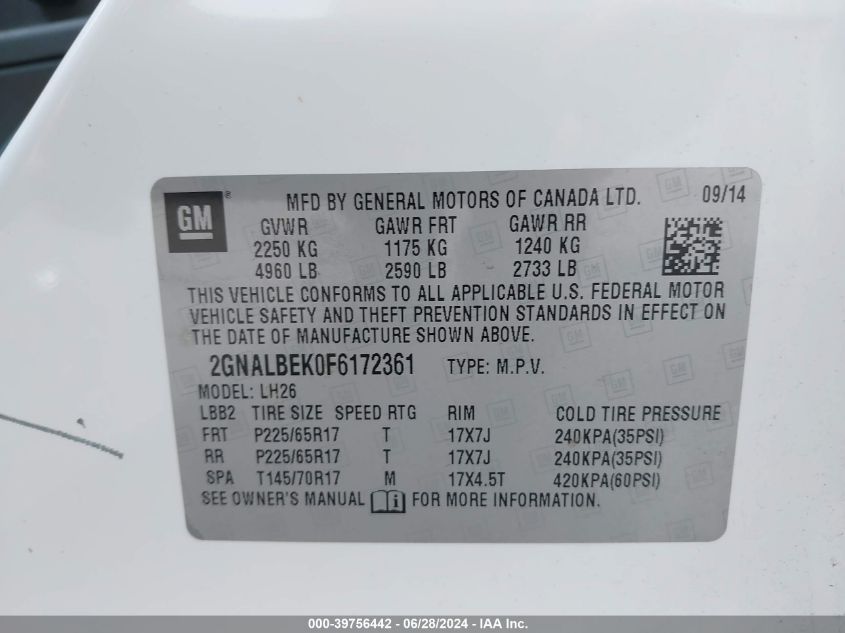 GM® MFD BY GENERAL MOTORS OF CANADA LTD. 09/14
GVWR GAWR FRT GAWR RR
2250 KG 1175 KG 1240 KG
4960 LB 2590 LB 2733 LB
THIS VEHICLE CONFORMS TO ALL APPLICABLE U.S. FEDERAL MOTOR
VEHICLE SAFETY AND THEFT PREVENTION STANDARDS IN EFFECT ON
THE DATE OF MANUFACTURE SHOWN ABOVE.
2GNALBEK0F6172361 TYPE: M.P.V.
MODEL: LH26
LBB2 TIRE SIZE SPEED RTG RIM COLD TIRE PRESSURE
FRT P225/65R17 T 17X7J 240KPA(35PSI)
RR P225/65R17 T 17X7J 240KPA(35PSI)
SPA T145/70R17 M 17X4.5T 420KPA(60PSI)
SEE OWNER'S MANUAL i FOR MORE INFORMATION.
000-39756442 - 06/28/2024 - IAA Inc.